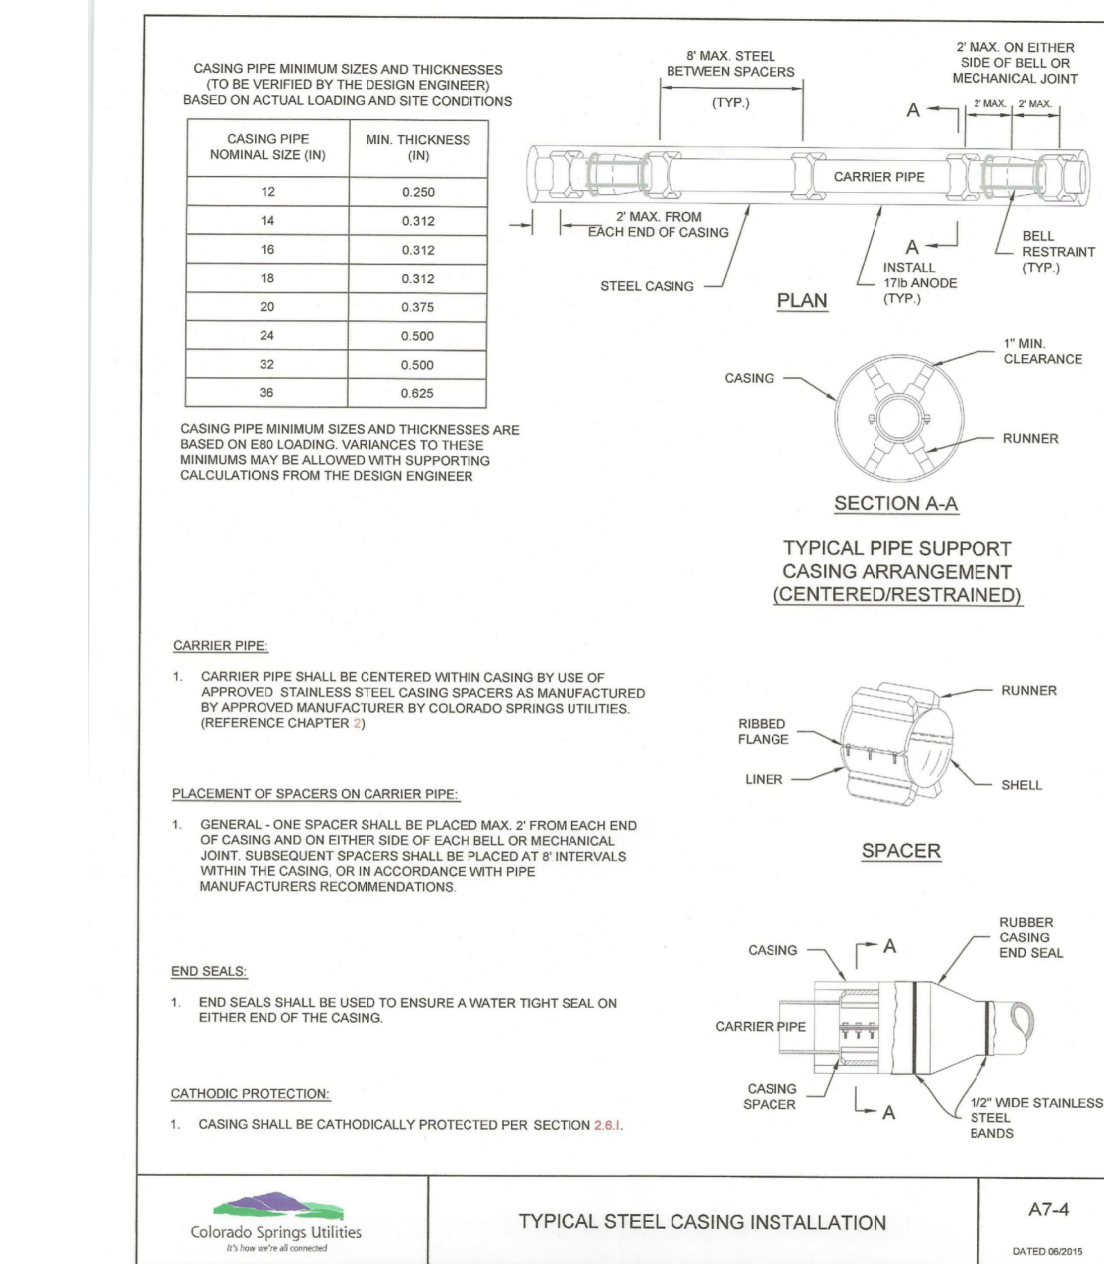 CASING PIPE MINIMUM SIZES AND THICKNESSES
(TO BE VERIFIED BY THE DESIGN ENGINEER)
BASED ON ACTUAL LOADING AND SITE CONDITIONS
CASING PIPE
NOMINAL SIZE (IN)
MIN. THICKNESS
(IN)
12 0.250
14 0.312
16 0.312
18 0.312
20 0.375
24 0.500
32 0.500
36 0.625
CASING PIPE MINIMUM SIZES AND THICKNESSES ARE
BASED ON E80 LOADING. VARIANCES TO THESE
MINIMUMS MAY BE ALLOWED WITH SUPPORTING
CALCULATIONS FROM THE DESIGN ENGINEER
8' MAX. STEEL
BETWEEN SPACERS
(TYP.)
2' MAX. ON EITHER
SIDE OF BELL OR
MECHANICAL JOINT
A
2' MAX.
2' MAX.
CARRIER PIPE
2' MAX. FROM
EACH END OF CASING
A
BELL
RESTRAINT
(TYP.)
STEEL CASING
INSTALL
17lb ANODE
(TYP.)
PLAN
1" MIN.
CLEARANCE
CASING
RUNNER
SECTION A-A
TYPICAL PIPE SUPPORT
CASING ARRANGEMENT
(CENTERED/RESTRAINED)
CARRIER PIPE:
1. CARRIER PIPE SHALL BE CENTERED WITHIN CASING BY USE OF
APPROVED STAINLESS STEEL CASING SPACERS AS MANUFACTURED
BY APPROVED MANUFACTURER BY COLORADO SPRINGS UTILITIES.
(REFERENCE CHAPTER 2)
RUNNER
RIBBED
FLANGE
LINER
SHELL
SPACER
PLACEMENT OF SPACERS ON CARRIER PIPE:
1. GENERAL - ONE SPACER SHALL BE PLACED MAX. 2' FROM EACH END
OF CASING AND ON EITHER SIDE OF EACH BELL OR MECHANICAL
JOINT. SUBSEQUENT SPACERS SHALL BE PLACED AT 8' INTERVALS
WITHIN THE CASING, OR IN ACCORDANCE WITH PIPE
MANUFACTURERS RECOMMENDATIONS.
END SEALS:
1. END SEALS SHALL BE USED TO ENSURE A WATER TIGHT SEAL ON
EITHER END OF THE CASING.
CATHODIC PROTECTION:
1. CASING SHALL BE CATHODICALLY PROTECTED PER SECTION 2.6.I.
CASING
A
RUBBER
CASING
END SEAL
CARRIER PIPE
CASING
SPACER
A
1/2" WIDE STAINLESS
STEEL
BANDS
Colorado Springs Utilities
It's how we're all connected
TYPICAL STEEL CASING INSTALLATION
A7-4
DATED 06/2015